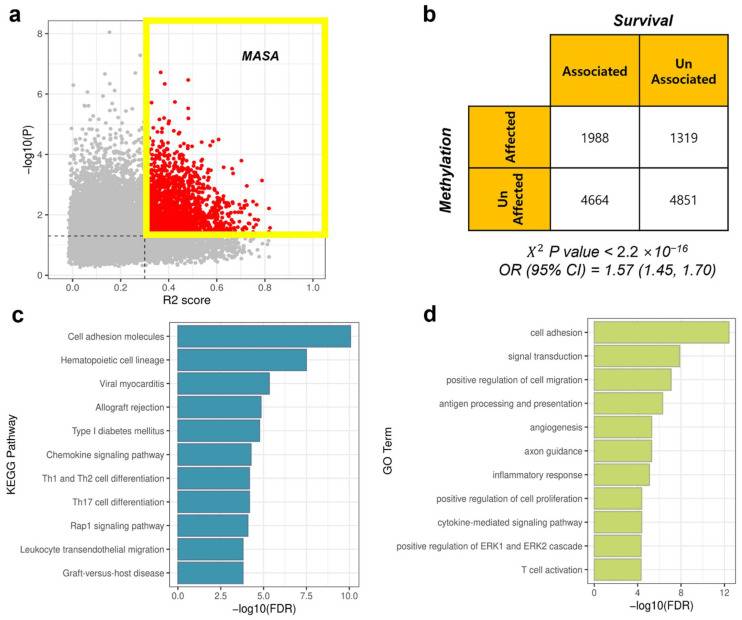 a
MASA
8
6
4
2
0
−log10(P)
0.0 0.2 0.4 0.6 0.8 1.0
R2 score
b
Survival
Associated
Un
Associated
Methylation
Affected
1988 1319
Un
Affected
4664 4851
X² P value < 2.2 ×10⁻¹⁶
OR (95% CI) = 1.57 (1.45, 1.70)
c
KEGG Pathway
Cell adhesion molecules
Hematopoietic cell lineage
Viral myocarditis
Allograft rejection
Type I diabetes mellitus
Chemokine signaling pathway
Th1 and Th2 cell differentiation
Th17 cell differentiation
Rap1 signaling pathway
Leukocyte transendothelial migration
Graft−versus−host disease
0.0 2.5 5.0 7.5 10.0
−log10(FDR)
d
GO Term
cell adhesion
signal transduction
positive regulation of cell migration
antigen processing and presentation
angiogenesis
axon guidance
inflammatory response
positive regulation of cell proliferation
cytokine-mediated signaling pathway
positive regulation of ERK1 and ERK2 cascade
T cell activation
0 4 8 12
−log10(FDR)